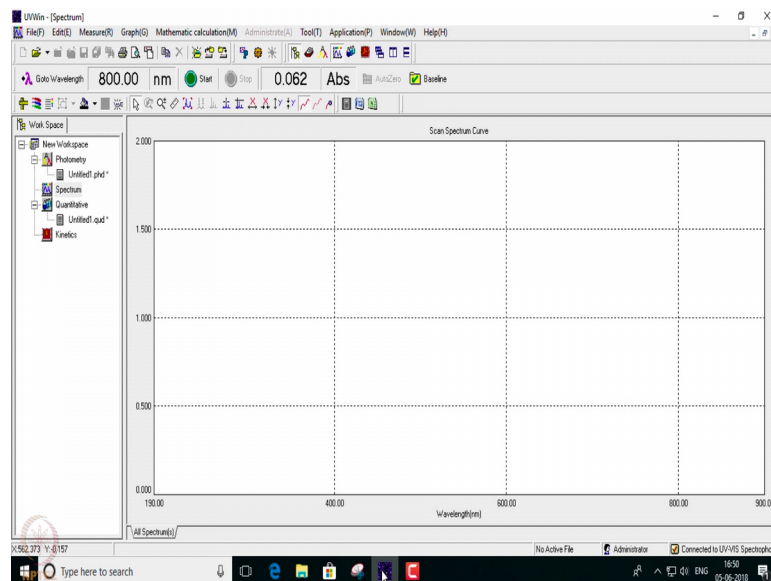 UVWin - [Spectrum]
File(F) Edit(E) Measure(R) Graph(G) Mathematic calculation(M) Administrate(A) Tool(T) Application(P) Window(W) Help(H)
Goto Wavelength 800.00 nm Start Stop 0.062 Abs AutoZero Baseline
Work Space
New Workspace
Photometry
Untitled1.phd *
Spectrum
Quantitative
Untitled1.qud *
Kinetics
Scan Spectrum Curve
2.000
1.500
1.000
0.500
0.000
190.00 400.00 600.00 800.00 900.0
Wavelength(nm)
All Spectrum(s)
X:562.373 Y:-0.157 No Active File Administrator Connected to UV-VIS Spectropho
Type here to search ENG 16:50
05-06-2018